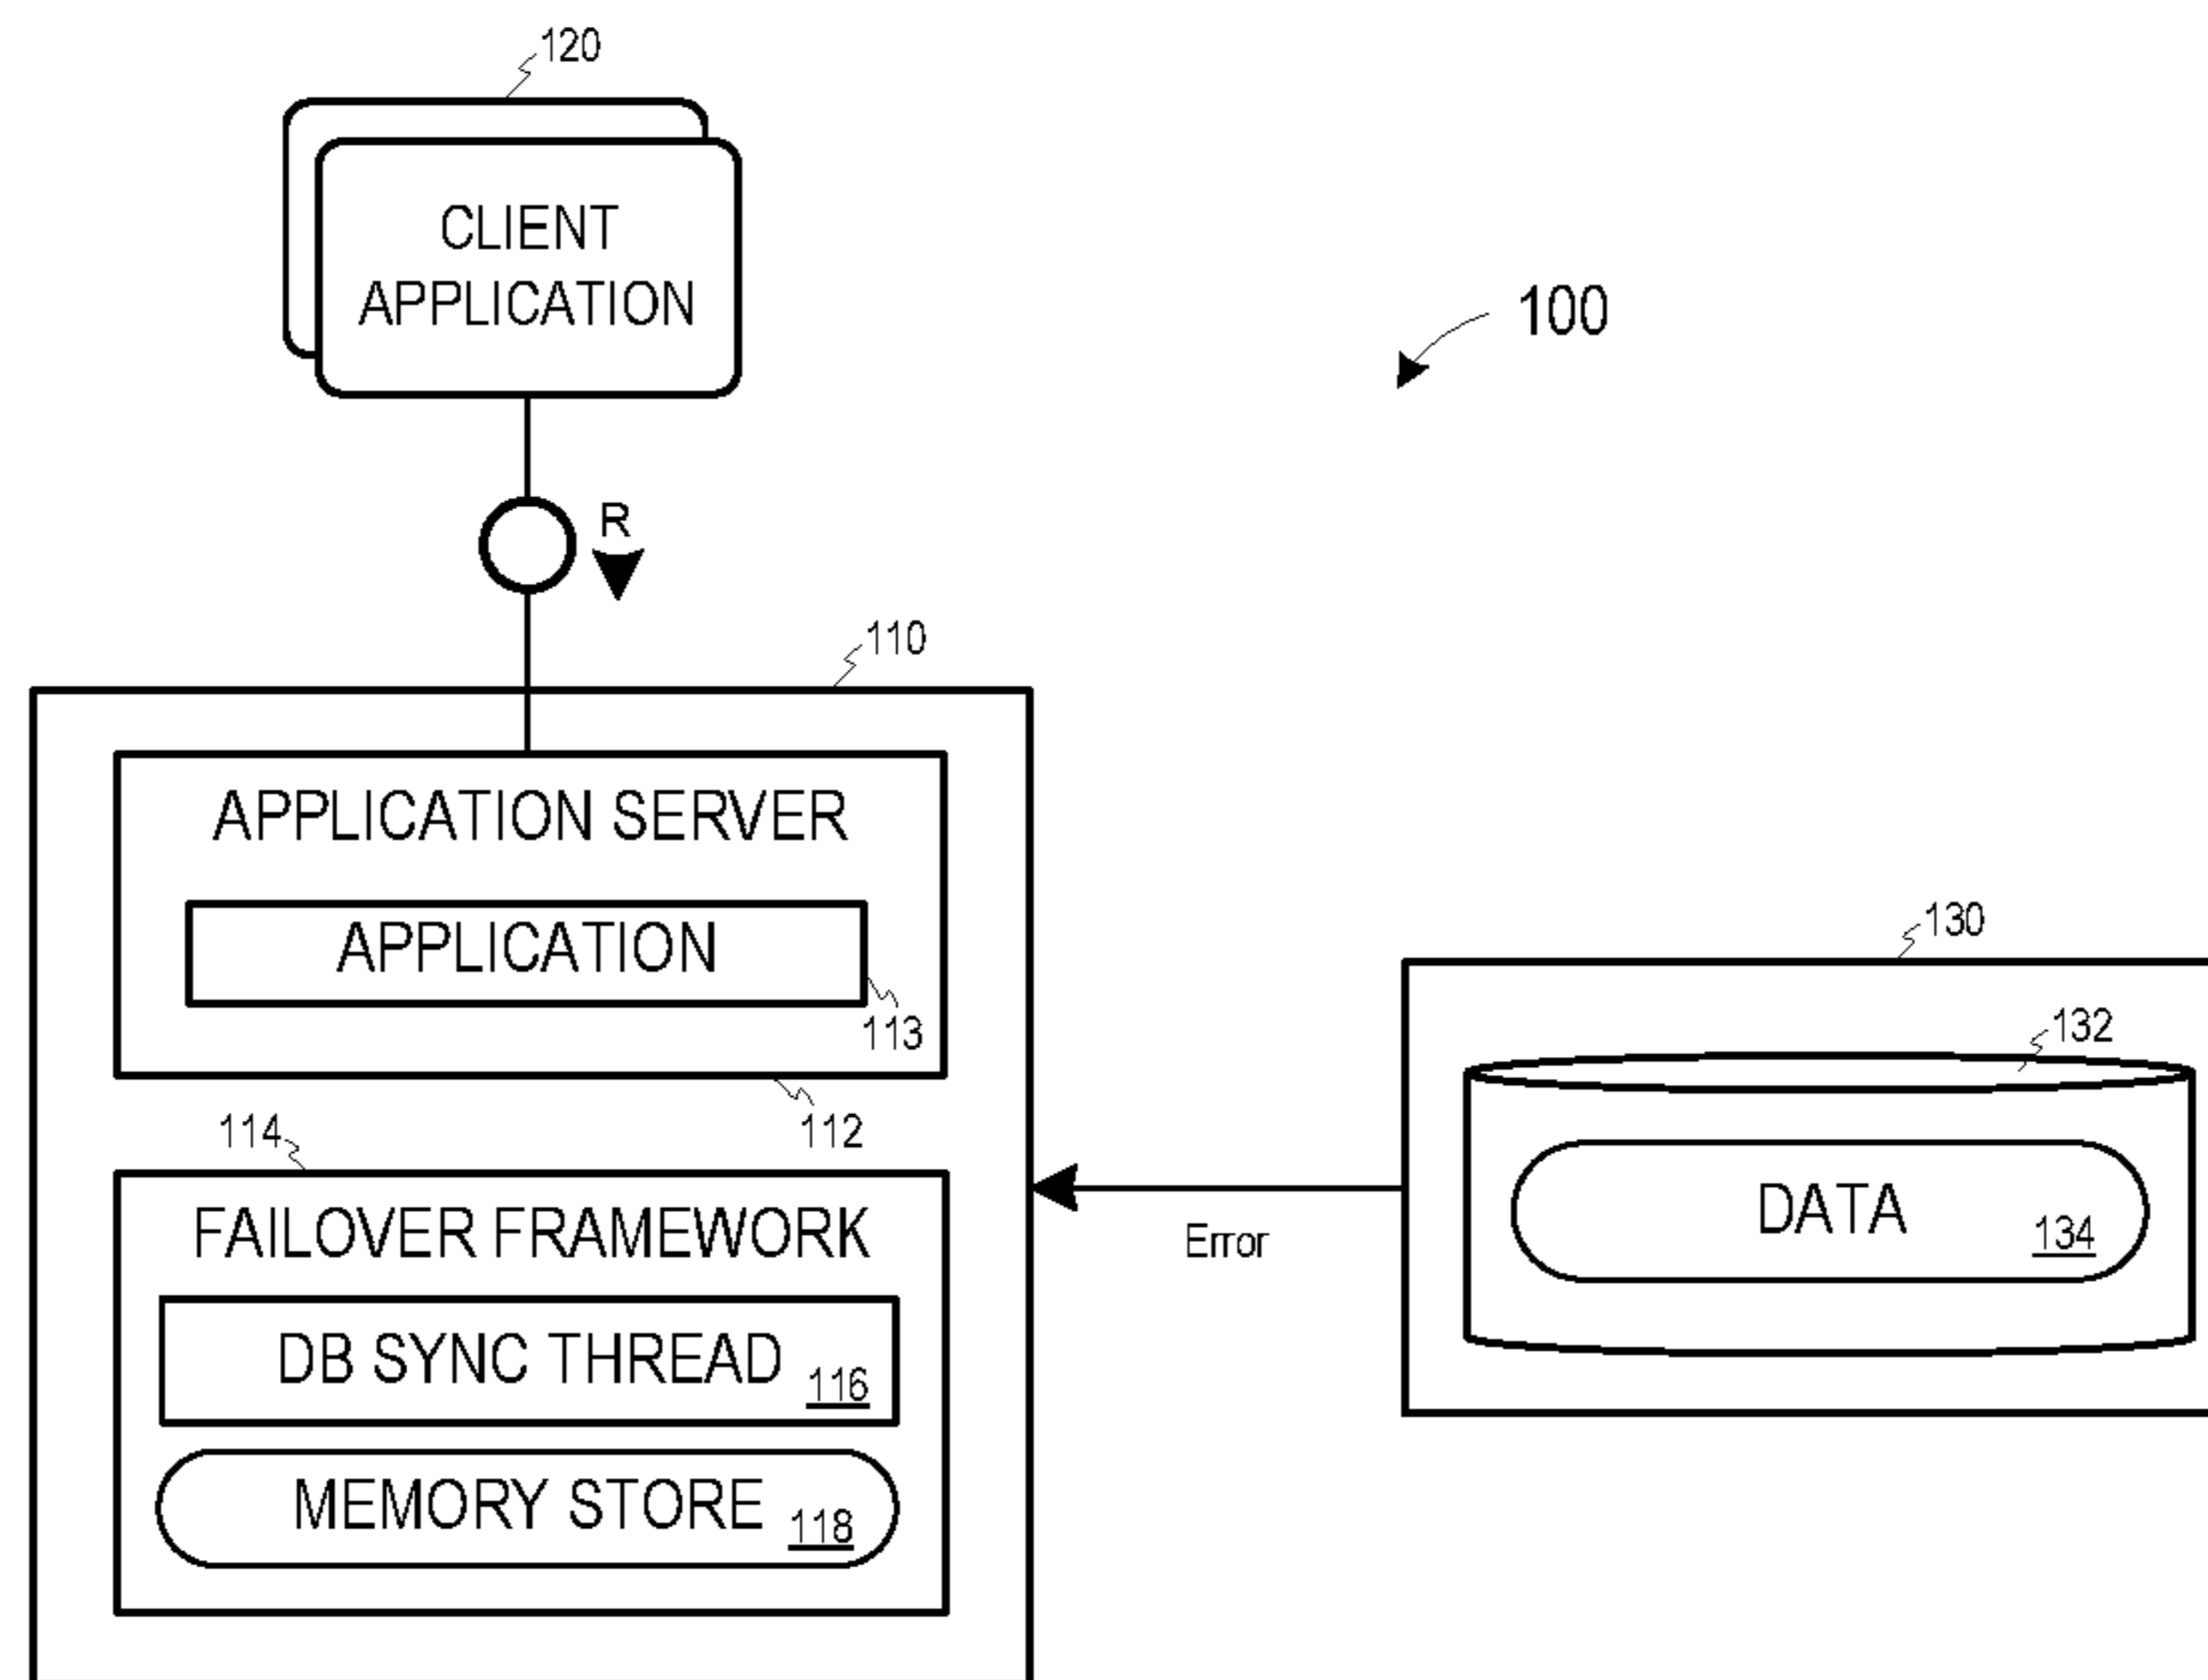 120
CLIENT
APPLICATION
100
R
110
APPLICATION SERVER
APPLICATION
113
112
114
FAILOVER FRAMEWORK
DB SYNC THREAD 116
MEMORY STORE 118
Error
130
132
DATA 134